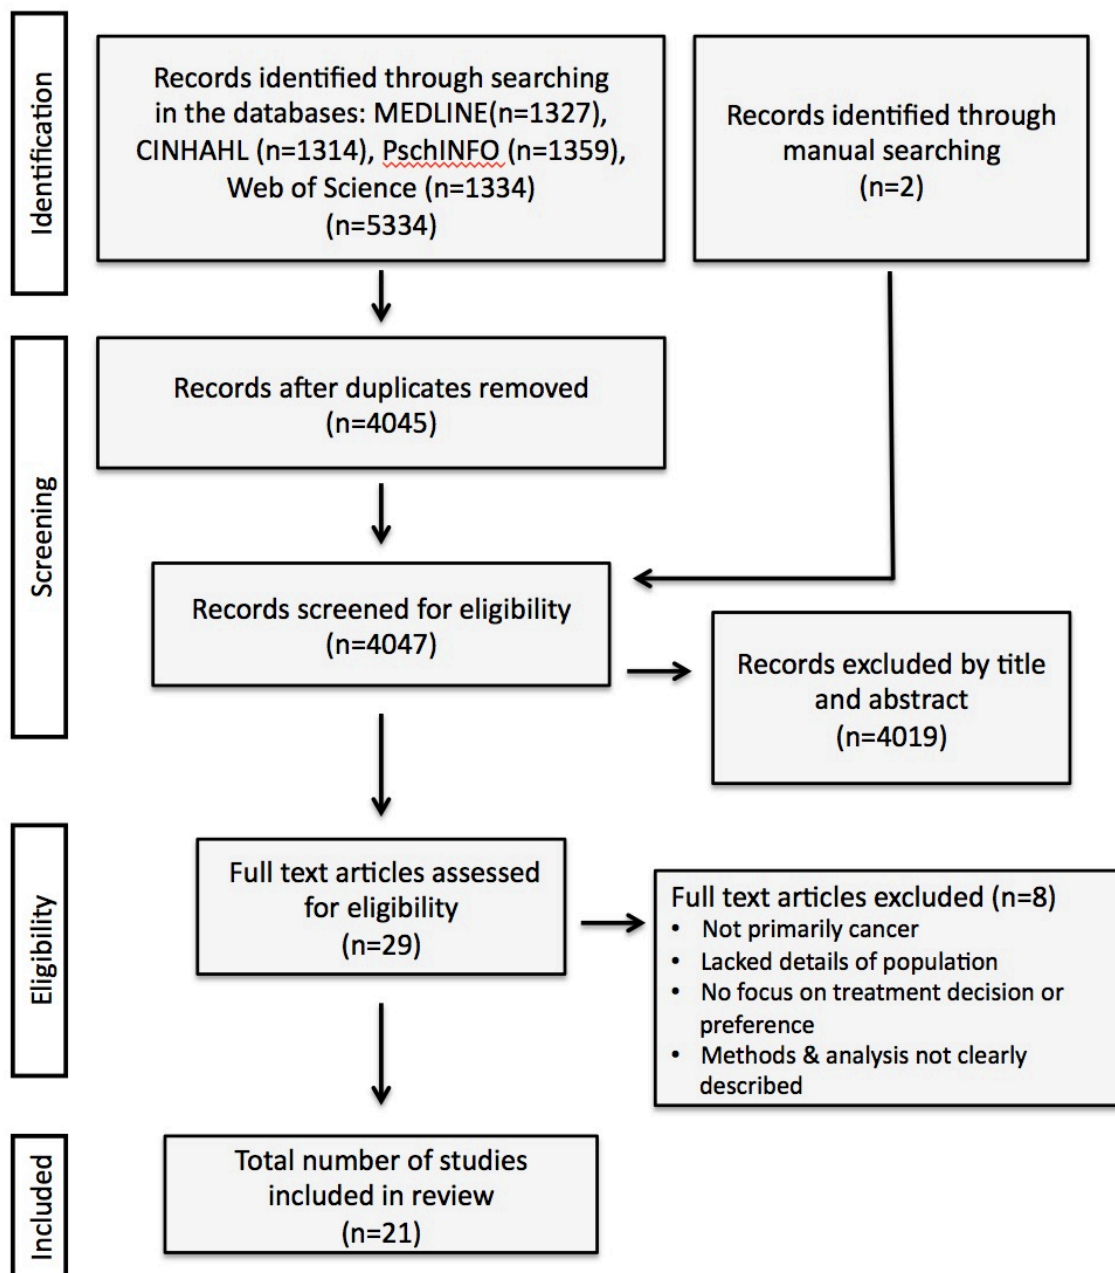 Identification
Records identified through searching
in the databases: MEDLINE(n=1327),
CINHAHL (n=1314), PschINFO (n=1359),
Web of Science (n=1334)
(n=5334)
Records identified through
manual searching
(n=2)
Screening
Records after duplicates removed
(n=4045)
Records screened for eligibility
(n=4047)
Records excluded by title
and abstract
(n=4019)
Eligibility
Full text articles assessed
for eligibility
(n=29)
Full text articles excluded (n=8)
• Not primarily cancer
• Lacked details of population
• No focus on treatment decision or
preference
• Methods & analysis not clearly
described
Included
Total number of studies
included in review
(n=21)